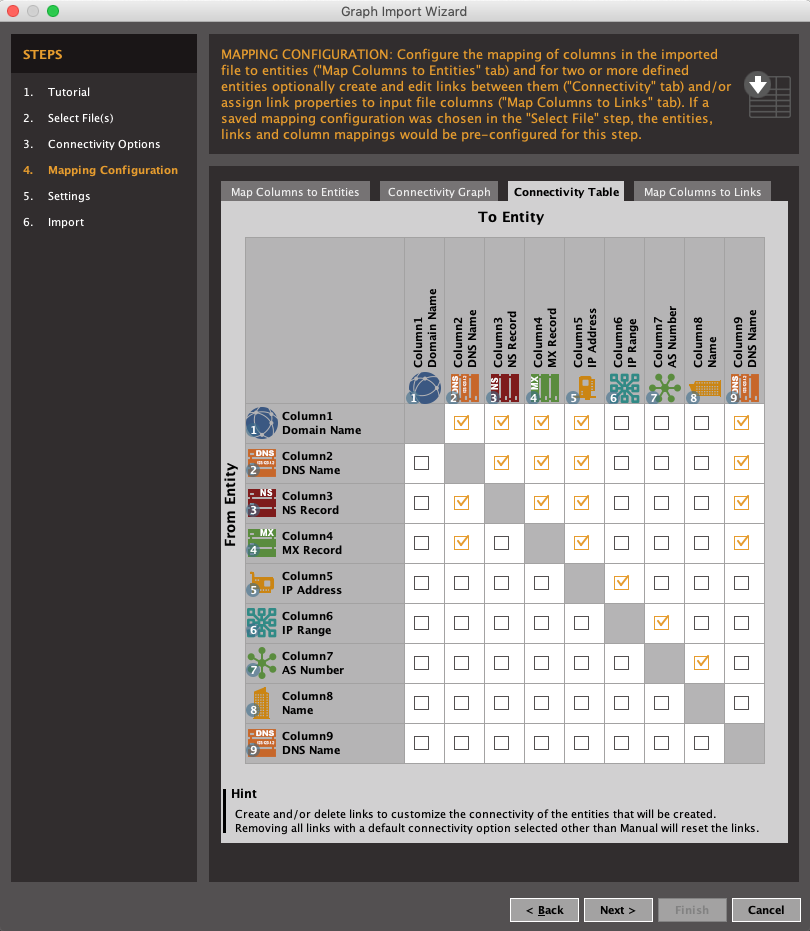 Graph Import Wizard
STEPS
1. Tutorial
2. Select File(s)
3. Connectivity Options
4. Mapping Configuration
5. Settings
6. Import
MAPPING CONFIGURATION: Configure the mapping of columns in the imported
file to entities ("Map Columns to Entities" tab) and for two or more defined
entities optionally create and edit links between them ("Connectivity" tab) and/or
assign link properties to input file columns ("Map Columns to Links" tab). If a
saved mapping configuration was chosen in the "Select File" step, the entities,
links and column mappings would be pre-configured for this step.
Map Columns to Entities
Connectivity Graph
Connectivity Table
Map Columns to Links
To Entity
Column1
Domain Name
1
Column2
DNS Name
DNS
2
Column3
NS Record
NS
3
Column4
MX Record
MX
4
Column5
IP Address
5
Column6
IP Range
6
Column7
AS Number
7
Column8
Name
8
Column9
DNS Name
DNS
9
From Entity
1
Column1
Domain Name
DNS
2
Column2
DNS Name
NS
3
Column3
NS Record
MX
4
Column4
MX Record
5
Column5
IP Address
6
Column6
IP Range
7
Column7
AS Number
8
Column8
Name
DNS
9
Column9
DNS Name
Hint
Create and/or delete links to customize the connectivity of the entities that will be created.
Removing all links with a default connectivity option selected other than Manual will reset the links.
< Back
Next >
Finish
Cancel